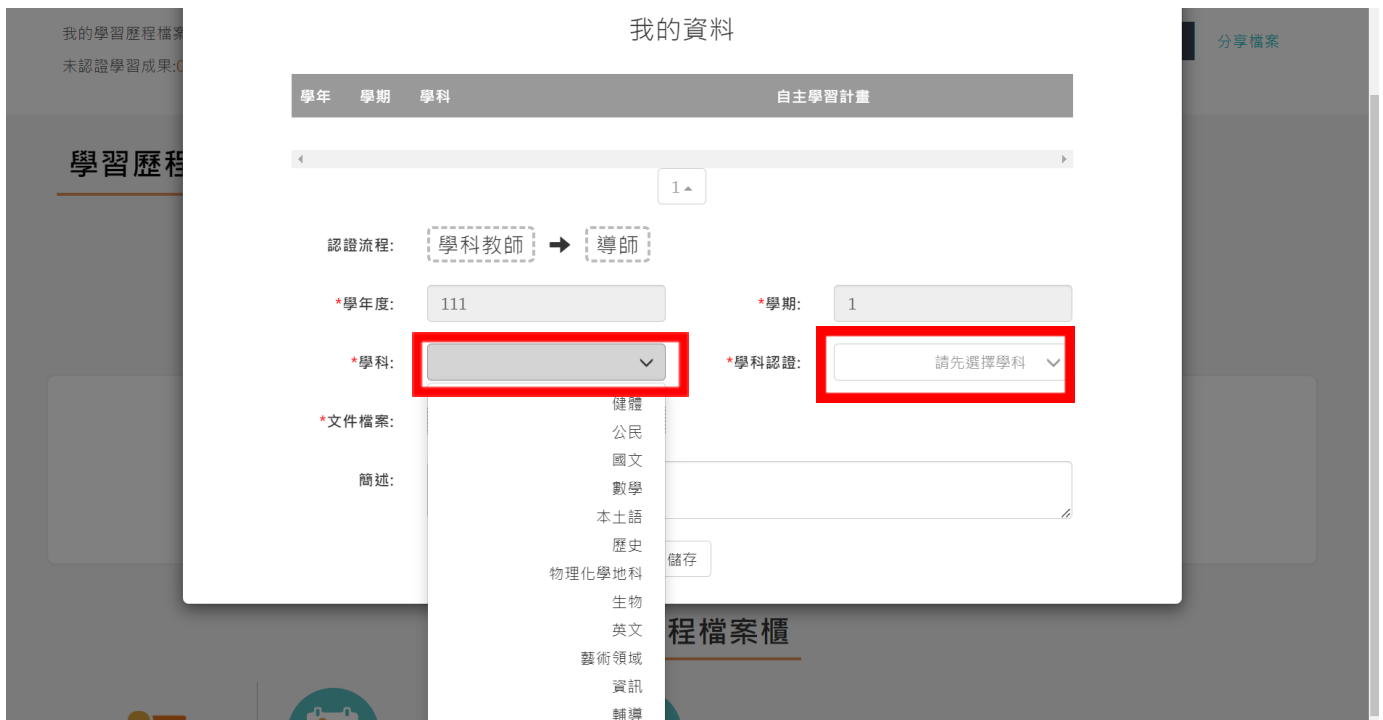 我的學習歷程檔案
我的資料
分享檔案
未認證學習成果:0
學年 學期 學科 自主學習計畫
學習歷程
1
認證流程: 學科教師 → 導師
*學年度: 111 *學期: 1
*學科: *學科認證: 請先選擇學科
健體
*文件檔案:
公民
國文
簡述:
數學
本土語
歷史
儲存
物理化學地科
生物
英文
程檔案櫃
藝術領域
資訊
輔導